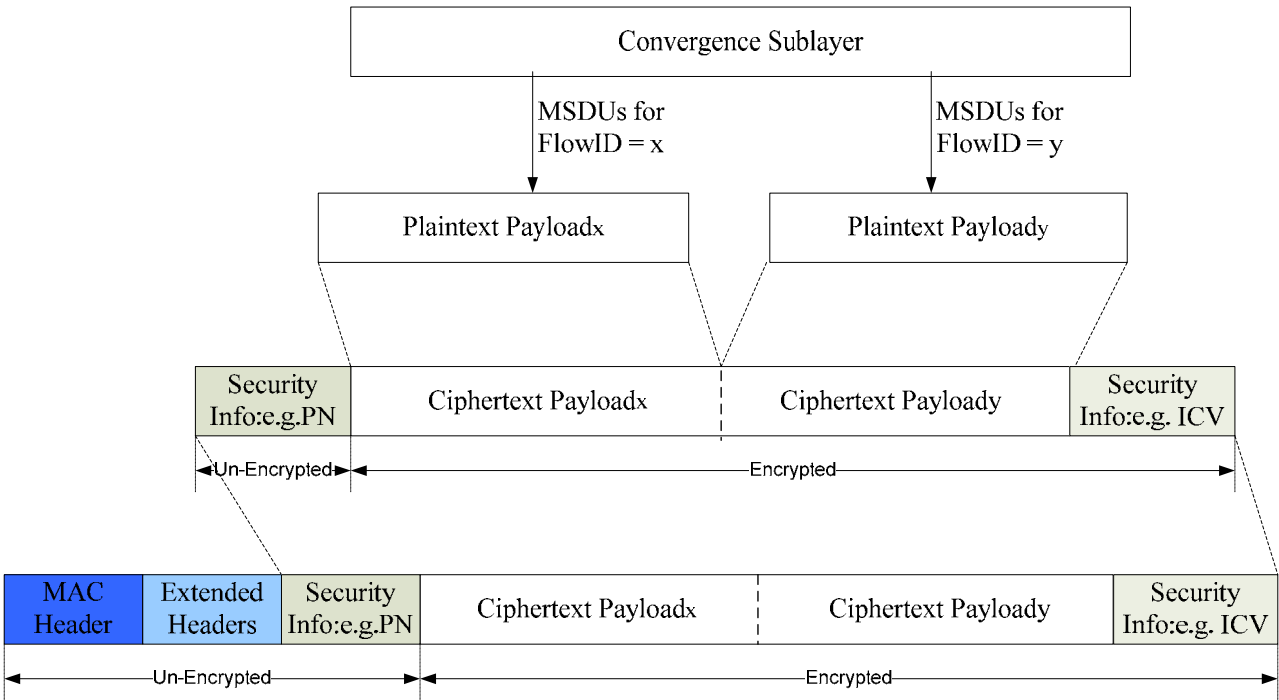 Convergence Sublayer
MSDUs for
FlowID = x
MSDUs for
FlowID = y
Plaintext Payloadx
Plaintext Payloady
Security
Info:e.g.PN
Ciphertext Payloadx
Ciphertext Payloady
Security
Info:e.g. ICV
Un-Encrypted
Encrypted
MAC
Header
Extended
Headers
Security
Info:e.g.PN
Ciphertext Payloadx
Ciphertext Payloady
Security
Info:e.g. ICV
Un-Encrypted
Encrypted